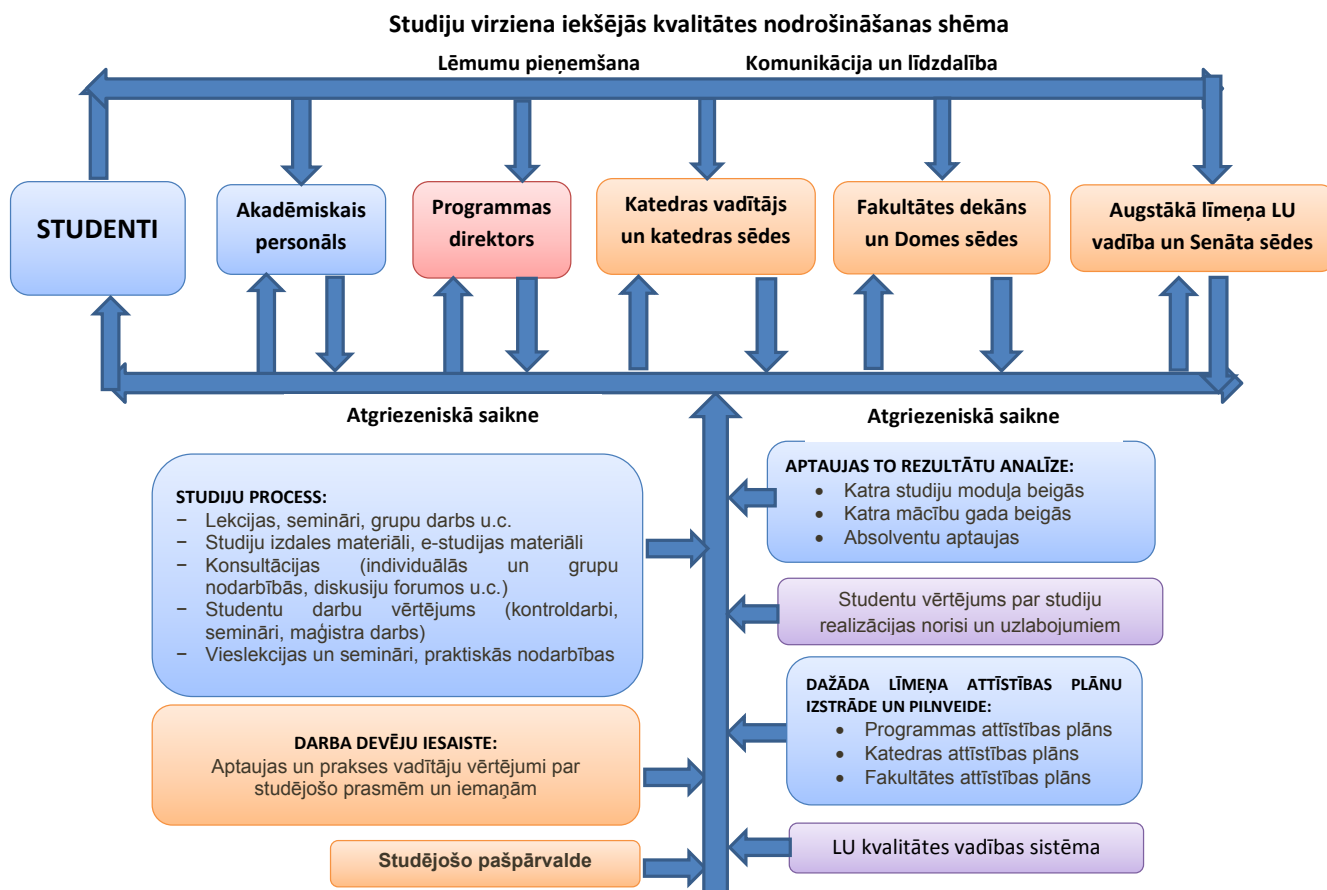 Studiju virziena iekšējās kvalitātes nodrošināšanas shēma
Lēmumu pieņemšana
Komunikācija un līdzdalība
STUDENTI
Akadēmiskais
personāls
Programmas
direktors
Katedras vadītājs
un katedras sēdes
Fakultātes dekāns
un Domes sēdes
Augstākā līmeņa LU
vadība un Senāta sēdes
Atgriezeniskā saikne
Atgriezeniskā saikne
STUDIJU PROCESS:
− Lekcijas, semināri, grupu darbs u.c.
− Studiju izdales materiāli, e-studijas materiāli
− Konsultācijas (individuālās un grupu
nodarbībās, diskusiju forumos u.c.)
− Studentu darbu vērtējums (kontroldarbi,
semināri, maģistra darbs)
− Vieslekcijas un semināri, praktiskās nodarbības
DARBA DEVĒJU IESAISTE:
Aptaujas un prakses vadītāju vērtējumi par
studējošo prasmēm un iemaņām
Studējošo pašpārvalde
APTAUJAS TO REZULTĀTU ANALĪZE:
• Katra studiju moduļa beigās
• Katra mācību gada beigās
• Absolventu aptaujas
Studentu vērtējums par studiju
realizācijas norisi un uzlabojumiem
DAŽĀDA LĪMEŅA ATTĪSTĪBAS PLĀNU
IZSTRĀDE UN PILNVEIDE:
• Programmas attīstības plāns
• Katedras attīstības plāns
• Fakultātes attīstības plāns
LU kvalitātes vadības sistēma